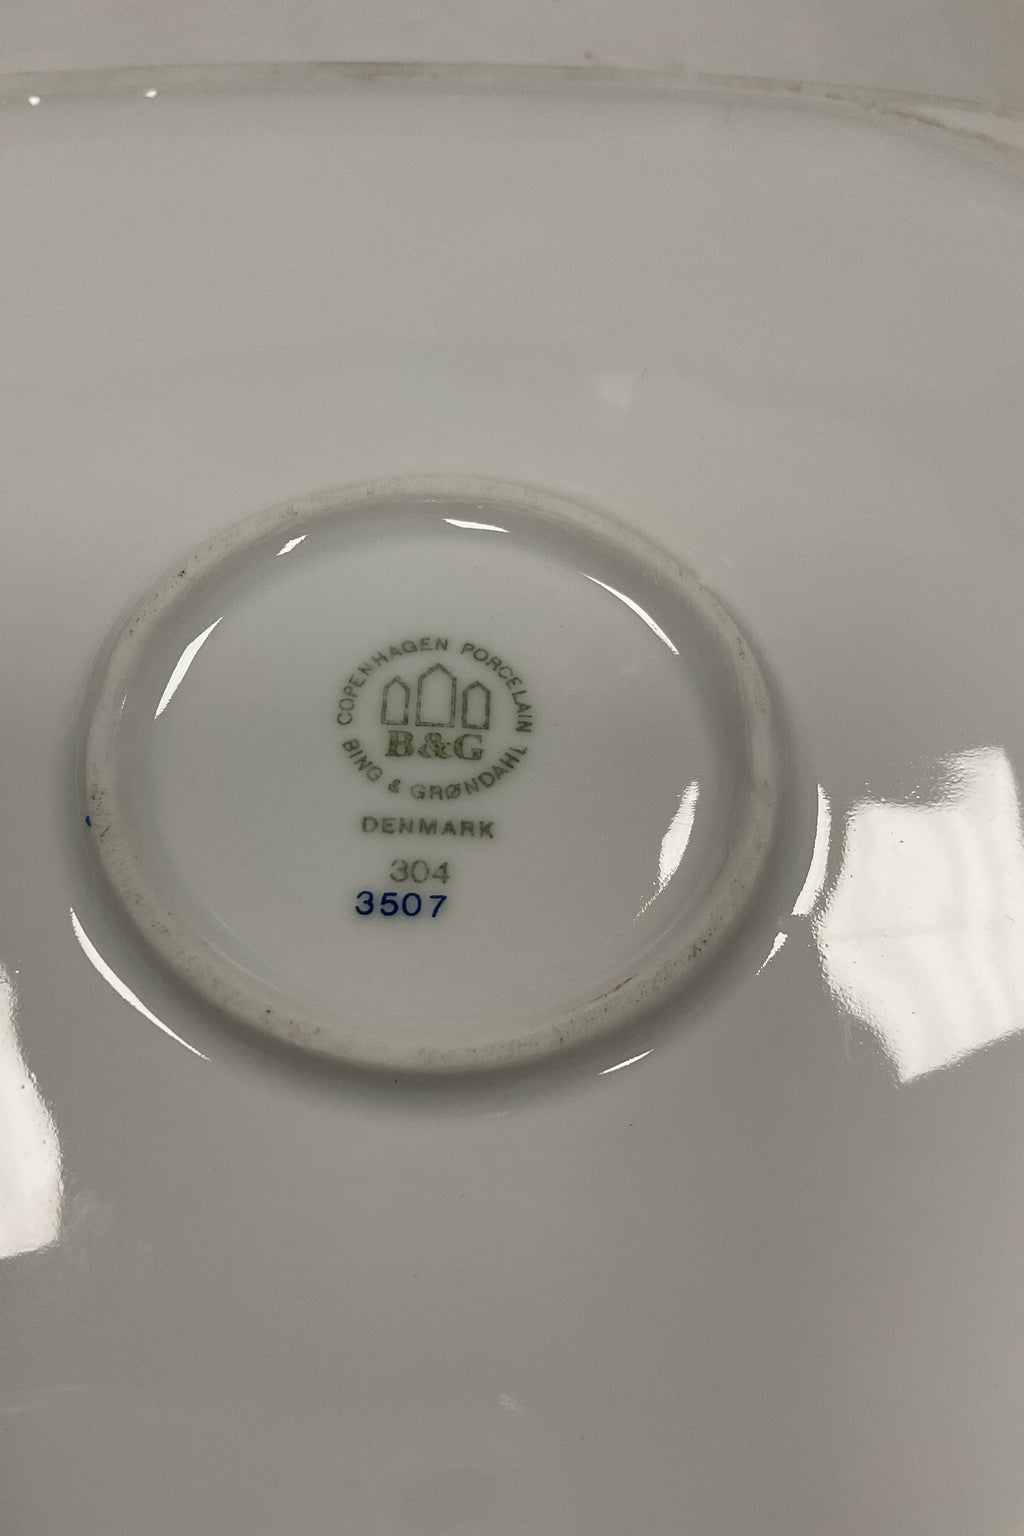 COPENHAGEN PORCELAIN
B&G
BING & GRØNDAHL
DENMARK
304
3507